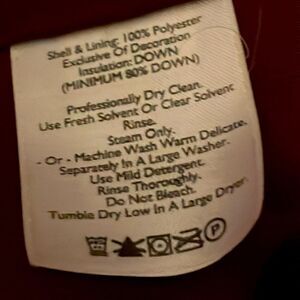 Shell & Lining: 100% Polyester
Exclusive Of Decoration
Insulation: DOWN
(MINIMUM 80% DOWN)
Professionally Dry Clean.
Use Fresh Solvent Or Clear Solvent
Rinse.
Steam Only.
- Or - Machine Wash Warm Delicate.
Separately In A Large Washer.
Use Mild Detergent.
Rinse Thoroughly.
Do Not Bleach.
Tumble Dry Low In A Large Dryer.
P